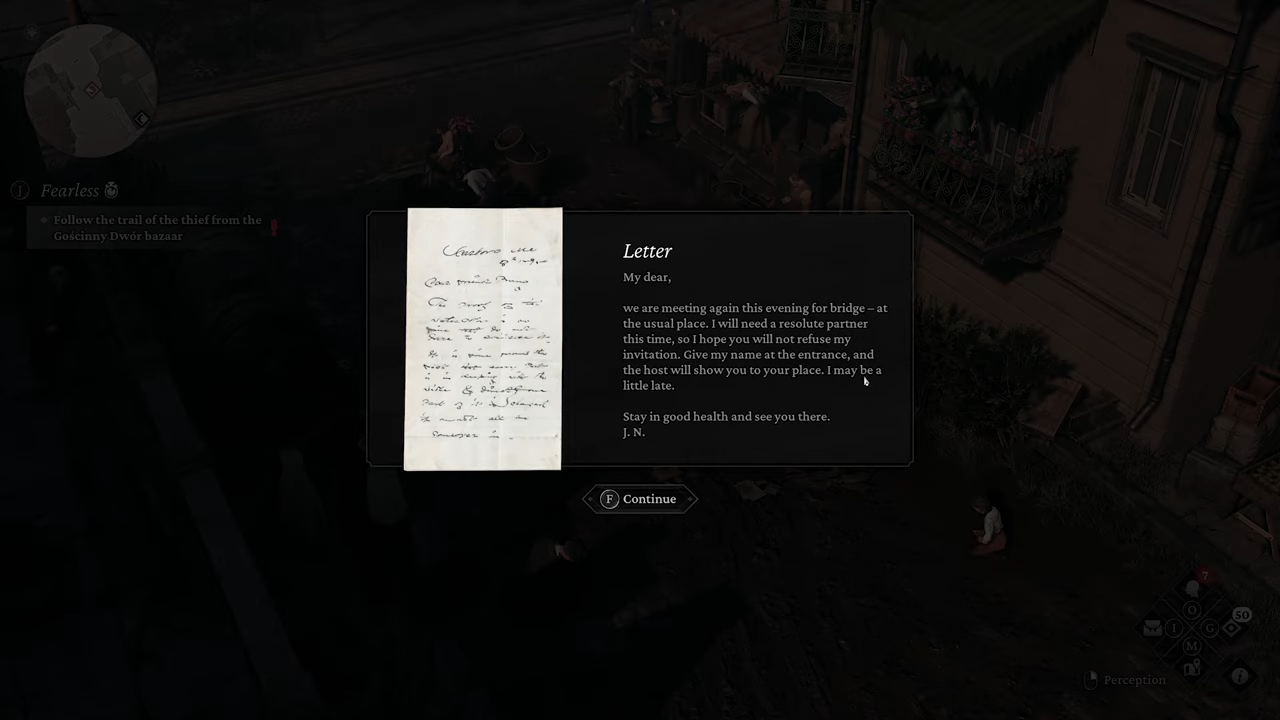 Fearless
Follow the trail of the thief from the
Gościnny Dwór bazaar
Letter
My dear,
we are meeting again this evening for bridge – at
the usual place. I will need a resolute partner
this time, so I hope you will not refuse my
invitation. Give my name at the entrance, and
the host will show you to your place. I may be a
little late.
Stay in good health and see you there.
J. N.
F Continue
7
O
50
I G
M
Perception